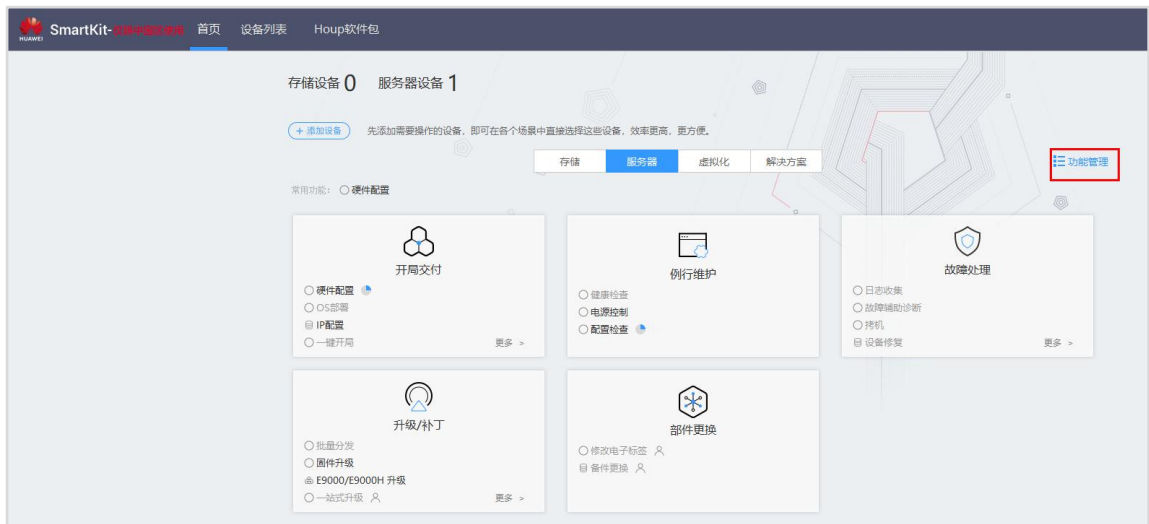 HUAWEI SmartKit- 首页 设备列表 Houp软件包
存储设备 0 服务器设备 1
+ 添加设备 先添加需要操作的设备，即可在各个场景中直接选择这些设备，效率更高，更方便。
存储 服务器 虚拟化 解决方案
功能管理
常用功能： 硬件配置
开局交付
硬件配置
OS部署
IP配置
一键开局 更多 >
例行维护
健康检查
电源控制
配置检查
故障处理
日志收集
故障辅助诊断
拷机
设备修复 更多 >
升级/补丁
批量分发
固件升级
E9000/E9000H 升级
一站式升级 更多 >
部件更换
修改电子标签
备件更换